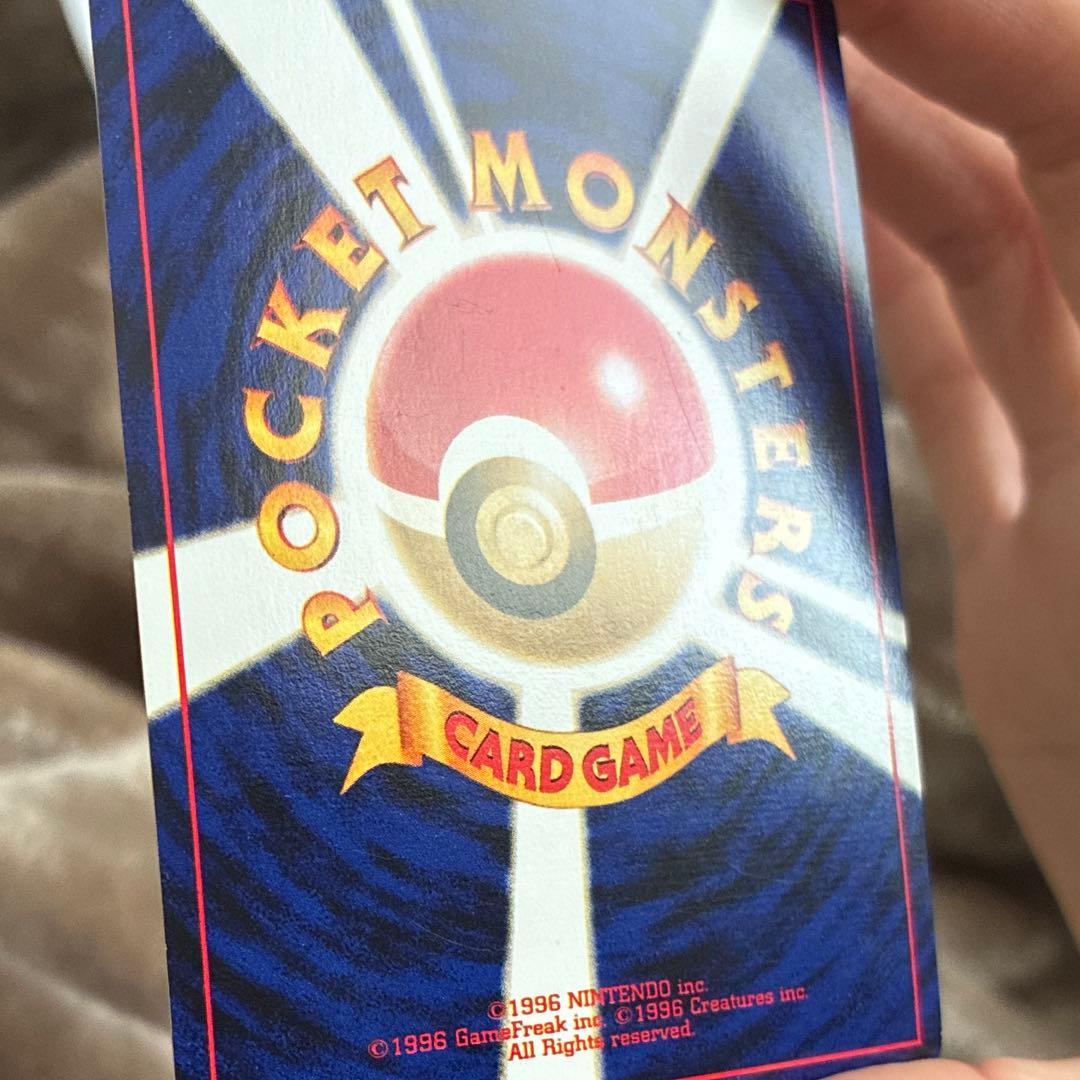 POCKET MONSTERS
CARD GAME
©1996 NINTENDO inc.
©1996 GameFreak inc. ©1996 Creatures inc.
All Rights reserved.